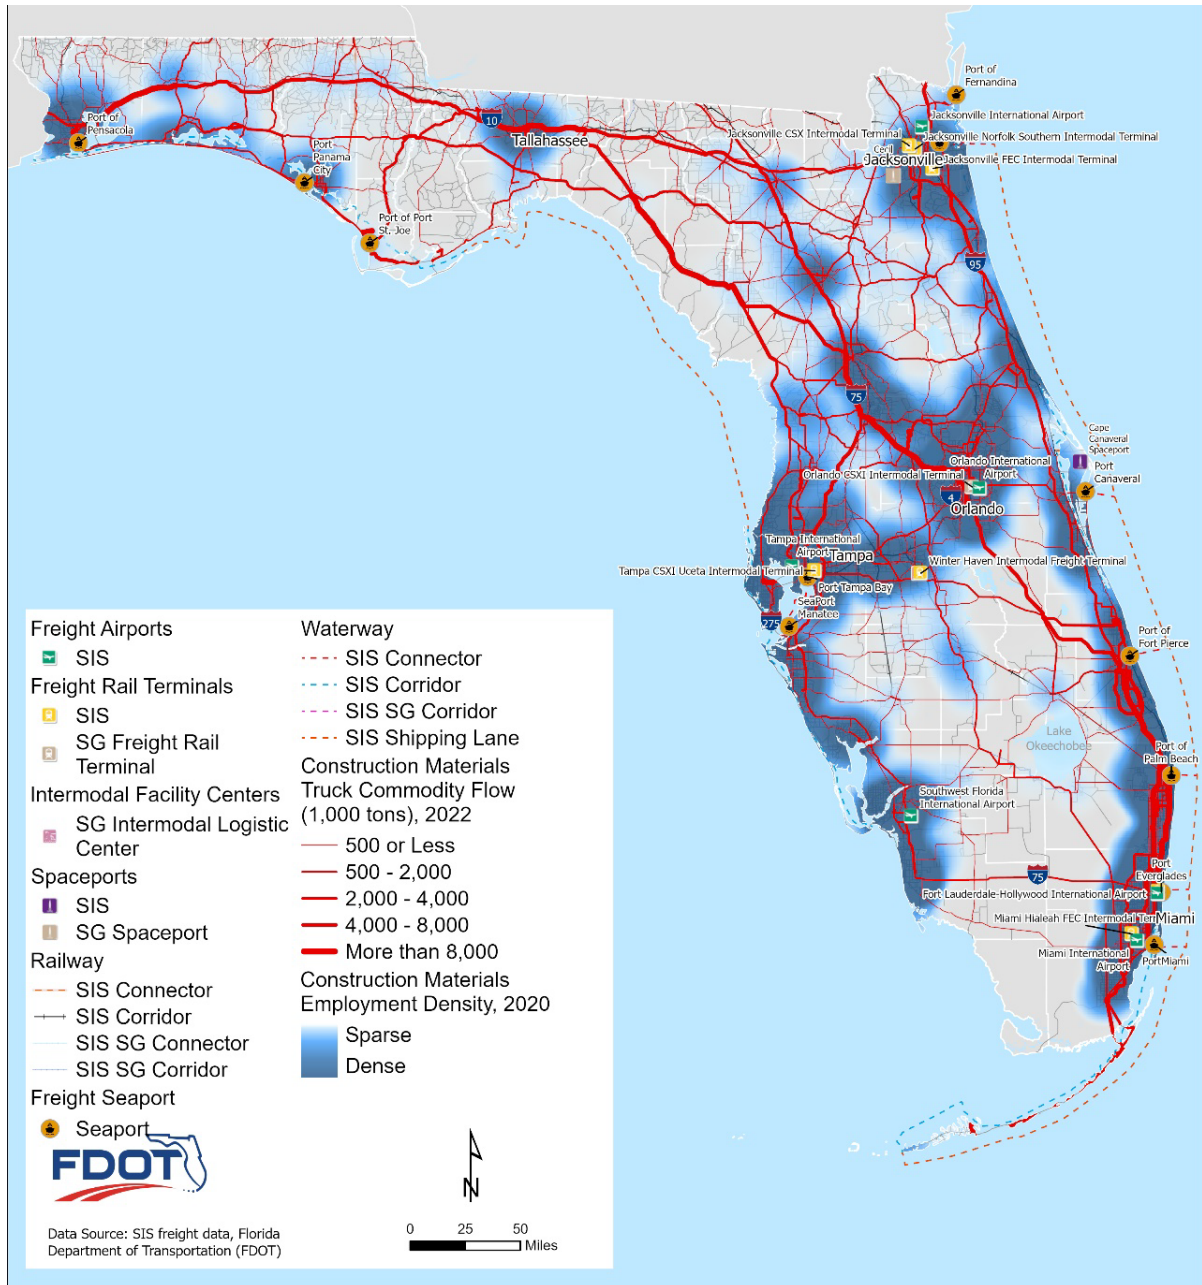 Port of
Fernandina
Jacksonville International Airport
Jacksonville CSX Intermodal Terminal
Jacksonville Norfolk Southern Intermodal Terminal
Cecil
Jacksonville
Jacksonville FEC Intermodal Terminal
Port of
Pensacola
10
Tallahassee
Port
Panama
City
Port of Port
St. Joe
95
75
Cape
Canaveral
Spaceport
Port
Canaveral
Orlando International
Airport
Orlando CSXI Intermodal Terminal
4
Orlando
Tampa International
Airport
Tampa
Tampa CSXI Uceta Intermodal Terminal
Port Tampa Bay
Winter Haven Intermodal Freight Terminal
SeaPort
Manatee
275
Port of
Fort Pierce
Lake
Okeechobee
Port of
Palm Beach
Southwest Florida
International Airport
75
Port
Everglades
Fort Lauderdale-Hollywood International Airport
Miami Hialeah FEC Intermodal Ter
Miami
Miami International
Airport
PortMiami
Freight Airports
SIS
Freight Rail Terminals
SIS
SG Freight Rail
Terminal
Intermodal Facility Centers
SG Intermodal Logistic
Center
Spaceports
SIS
SG Spaceport
Railway
SIS Connector
SIS Corridor
SIS SG Connector
SIS SG Corridor
Freight Seaport
Seaport
Waterway
SIS Connector
SIS Corridor
SIS SG Corridor
SIS Shipping Lane
Construction Materials
Truck Commodity Flow
(1,000 tons), 2022
500 or Less
500 - 2,000
2,000 - 4,000
4,000 - 8,000
More than 8,000
Construction Materials
Employment Density, 2020
Sparse
Dense
FDOT
N
Data Source: SIS freight data, Florida
Department of Transportation (FDOT)
0 25 50
Miles